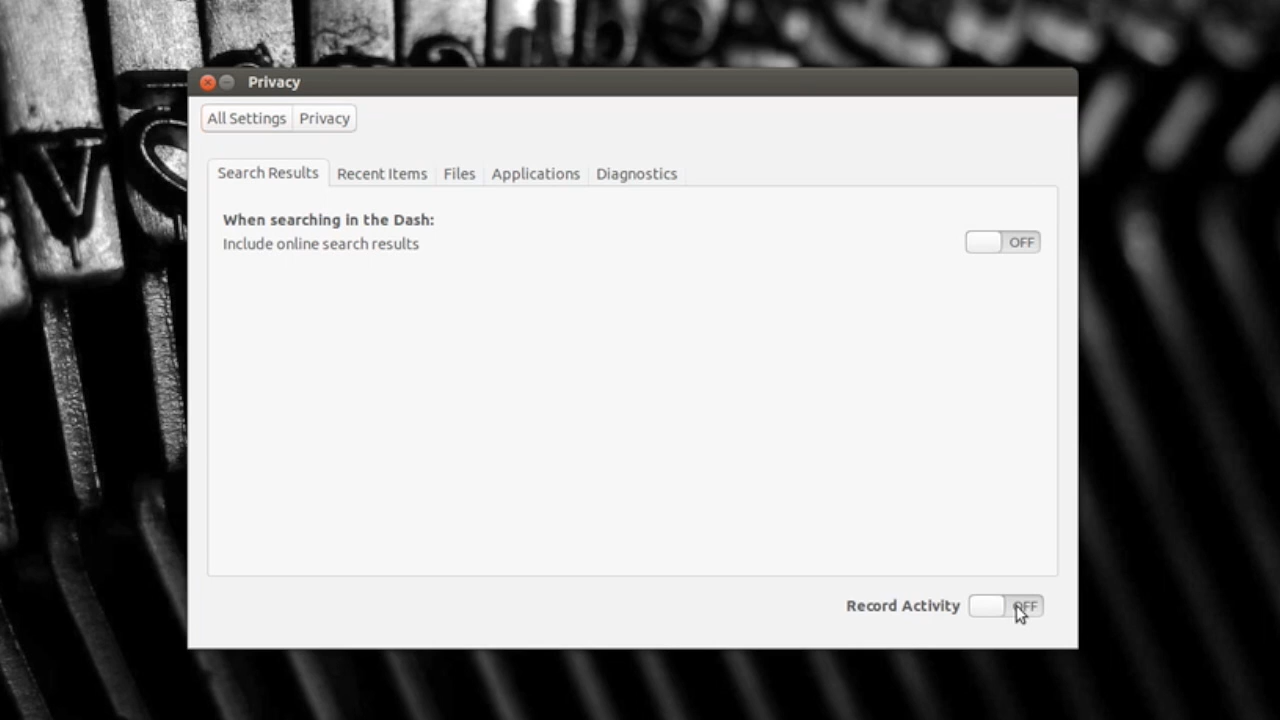 Privacy
All Settings Privacy
Search Results Recent Items Files Applications Diagnostics
When searching in the Dash:
Include online search results OFF
Record Activity OFF